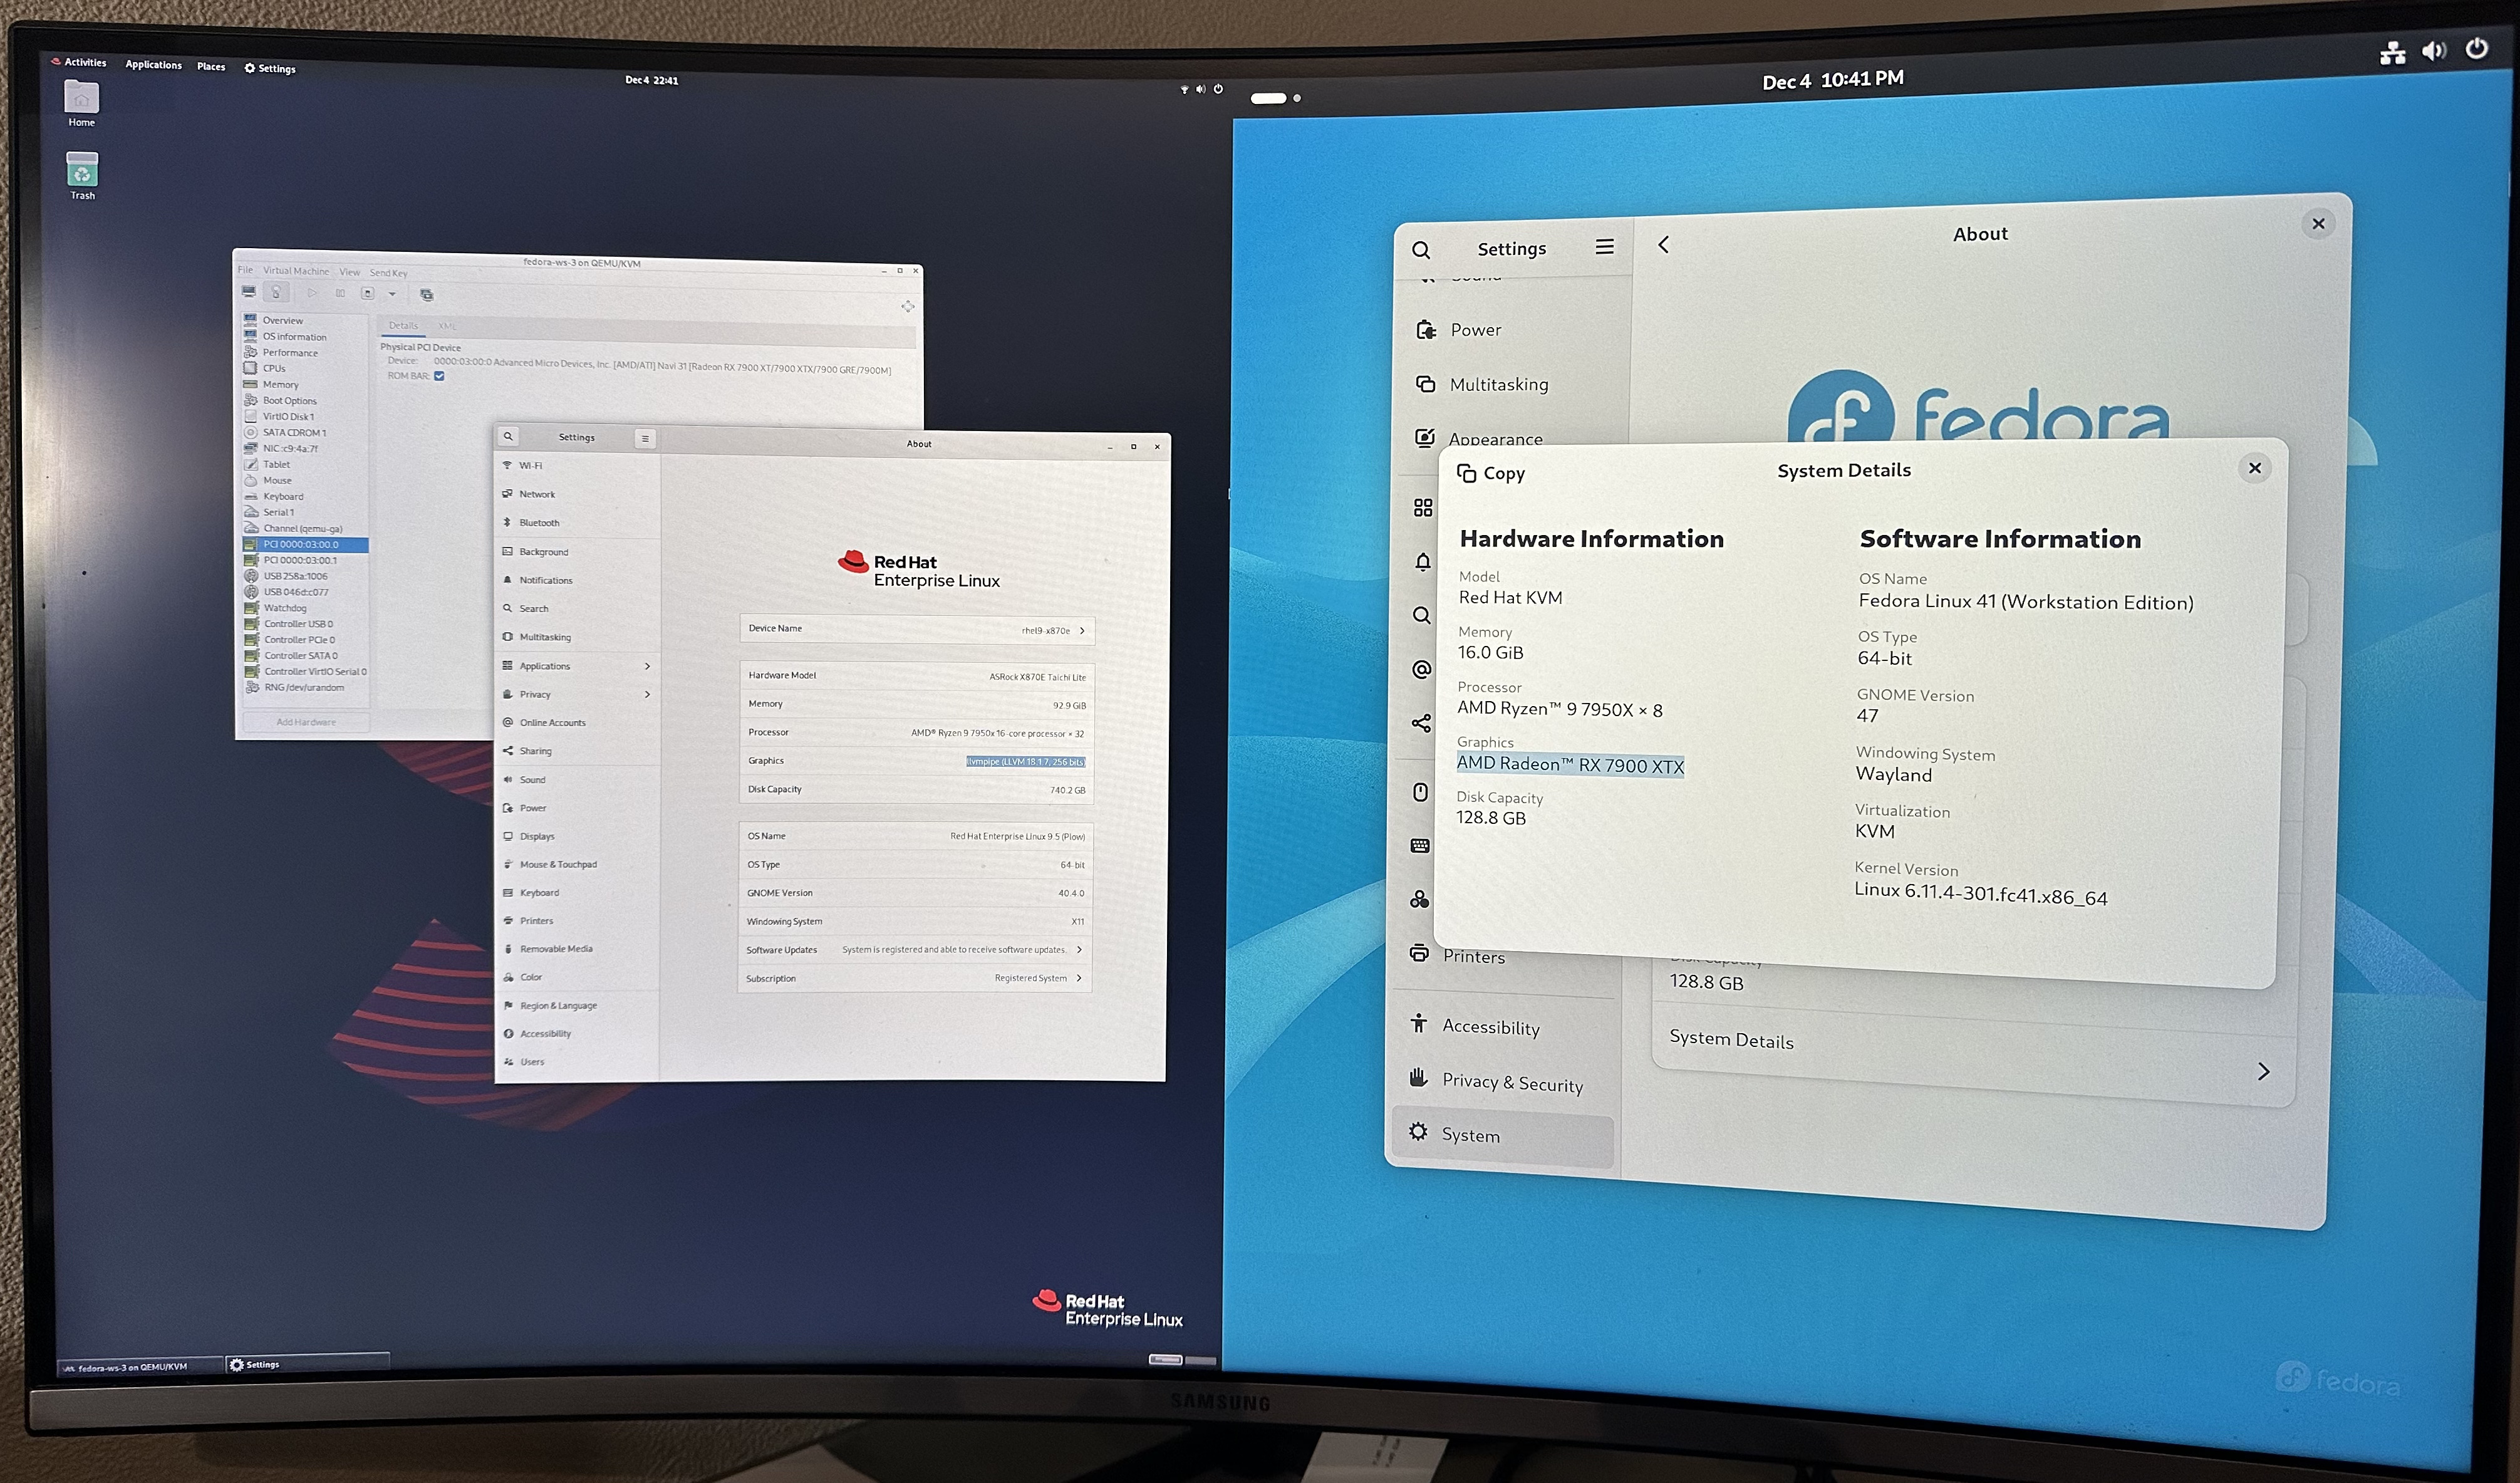 Activities Applications Places Settings
Dec 4 22:41
Home
Trash
fedora-ws-3 on QEMU/KVM
File Virtual Machine View Send Key
Overview
OS information
Performance
CPUs
Memory
Boot Options
VirtIO Disk 1
SATA CDROM 1
NIC :c9:4a:7f
Tablet
Mouse
Keyboard
Serial 1
Channel (qemu-ga)
PCI 0000:03:00.0
PCI 0000:03:00.1
USB 258a:1006
USB 046d:c077
Watchdog
Controller USB 0
Controller PCIe 0
Controller SATA 0
Controller VirtIO Serial 0
RNG /dev/urandom
Add Hardware
Details XML
Physical PCI Device
Device: 0000:03:00:0 Advanced Micro Devices, Inc. [AMD/ATI] Navi 31 [Radeon RX 7900 XT/7900 XTX/7900 GRE/7900M]
ROM BAR:
Settings
About
Wi-Fi
Network
Bluetooth
Background
Notifications
Search
Multitasking
Applications
Privacy
Online Accounts
Sharing
Sound
Power
Displays
Mouse & Touchpad
Keyboard
Printers
Removable Media
Color
Region & Language
Accessibility
Users
Red Hat
Enterprise Linux
Device Name rhel9-x870e
Hardware Model ASRock X870E Taichi Lite
Memory 92.9 GiB
Processor AMD® Ryzen 9 7950x 16-core processor × 32
Graphics llvmpipe (LLVM 18.1.7, 256 bits)
Disk Capacity 740.2 GB
OS Name Red Hat Enterprise Linux 9.5 (Plow)
OS Type 64-bit
GNOME Version 40.4.0
Windowing System X11
Software Updates System is registered and able to receive software updates.
Subscription Registered System
Red Hat
Enterprise Linux
fedora-ws-3 on QEMU/KVM Settings
Dec 4 10:41 PM
Settings
About
Sound
Power
Multitasking
Appearance
Printers
Accessibility
Privacy & Security
System
fedora
Copy
System Details
Hardware Information
Model
Red Hat KVM
Memory
16.0 GiB
Processor
AMD Ryzen™ 9 7950X × 8
Graphics
AMD Radeon™ RX 7900 XTX
Disk Capacity
128.8 GB
Software Information
OS Name
Fedora Linux 41 (Workstation Edition)
OS Type
64-bit
GNOME Version
47
Windowing System
Wayland
Virtualization
KVM
Kernel Version
Linux 6.11.4-301.fc41.x86_64
Disk Capacity
128.8 GB
System Details
fedora
SAMSUNG